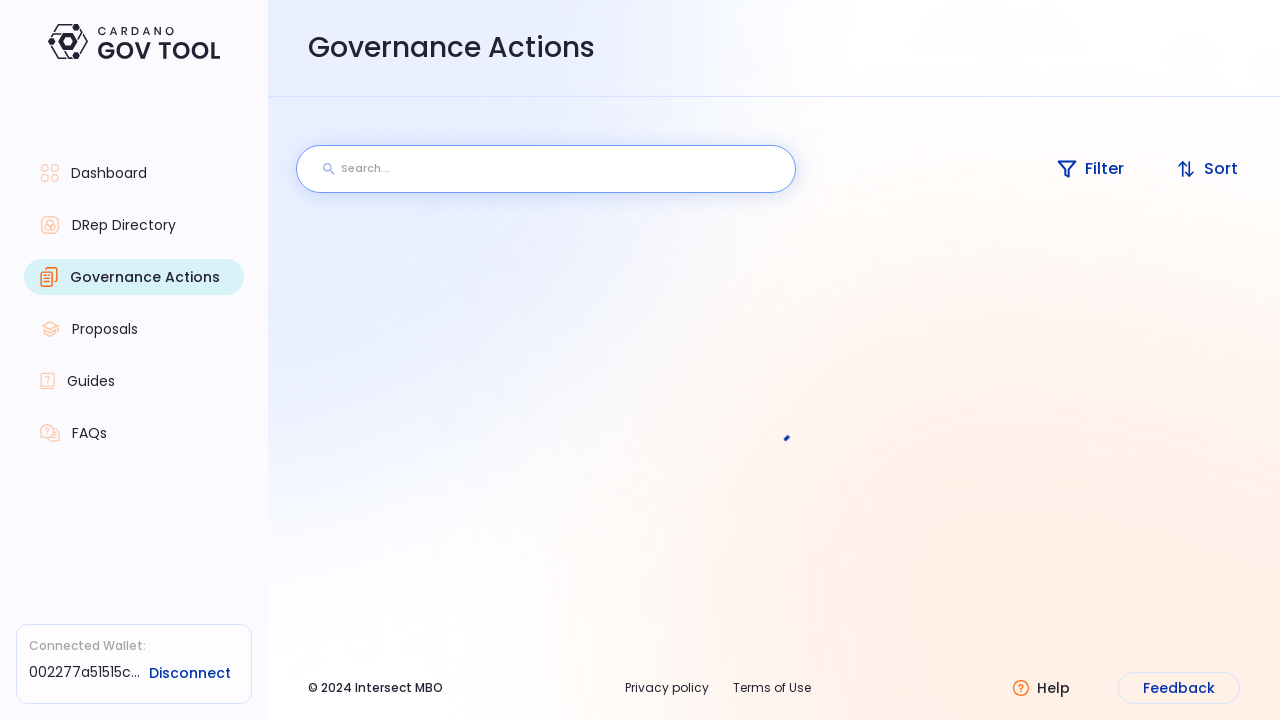 CARDANO
GOV TOOL
Governance Actions
Search...
Filter
Sort
Dashboard
DRep Directory
Governance Actions
Proposals
Guides
FAQs
Connected Wallet:
002277a51515c...
Disconnect
© 2024 Intersect MBO
Privacy policy
Terms of Use
Help
Feedback